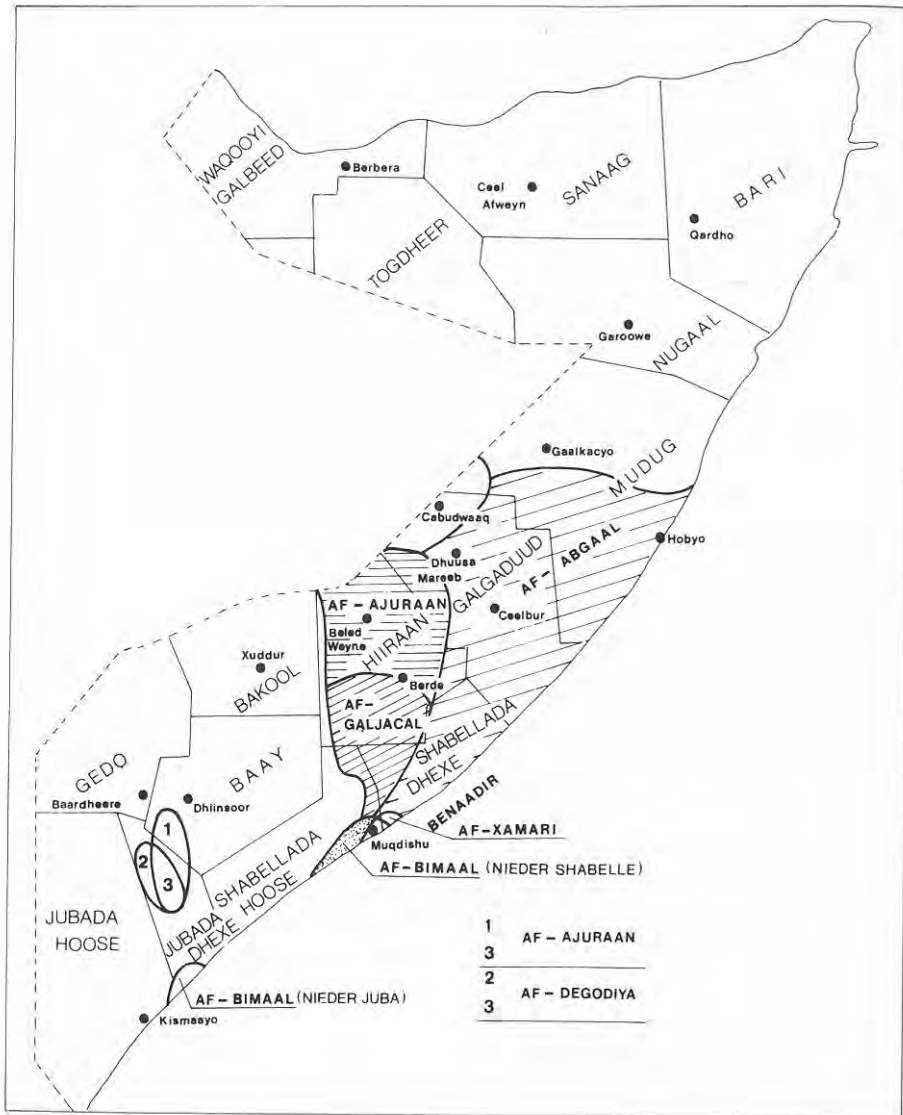 WAQOOYI
GALBEED
Berbera
TOGDHEER
Ceel
Afweyn
SANAAG
BARI
Qardho
Garoowe
NUGAAL
Gaalkacyo
MUDUG
Cabudwaaq
Dhuusa
Mareeb
GALGADUUD
AF - ABGAAL
Hobyo
Ceelbur
AF - AJURAAN
Beled
Weyne
HIIRAAN
Xuddur
BAKOOL
Berde
AF-
GALJACAL
SHABELLADA
DHEXE
GEDO
BAAY
Baardheere
Dhiinsoor
BENAADIR
Muqdishu
AF-XAMARI
AF-BIMAAL (NIEDER SHABELLE)
1
2
3
SHABELLADA
HOOSE
JUBADA
DHEXE
JUBADA
HOOSE
AF-BIMAAL (NIEDER JUBA)
Kismaayo
1
AF - AJURAAN
3
2
AF - DEGODIYA
3